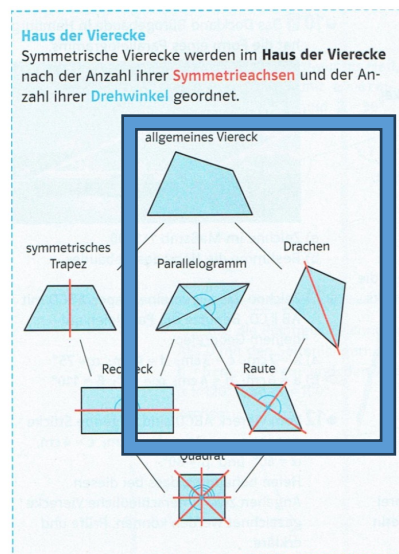 Haus der Vierecke
Symmetrische Vierecke werden im Haus der Vierecke
nach der Anzahl ihrer Symmetrieachsen und der An-
zahl ihrer Drehwinkel geordnet.
allgemeines Viereck
symmetrisches
Trapez
Parallelogramm
Drachen
Raute
Quadrat